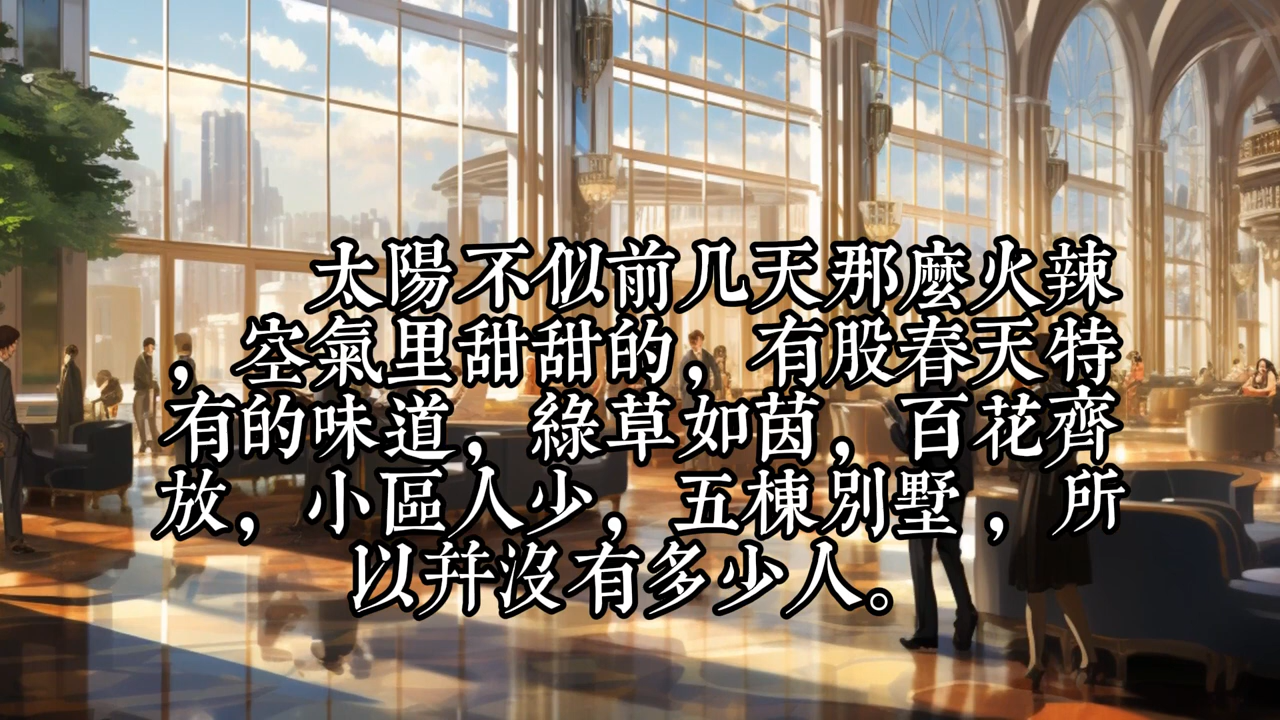 太陽不似前几天那麼火辣
，空氣里甜甜的，有股春天特
有的味道，綠草如茵，百花齊
放，小區人少，五棟別墅，所
以并沒有多少人。